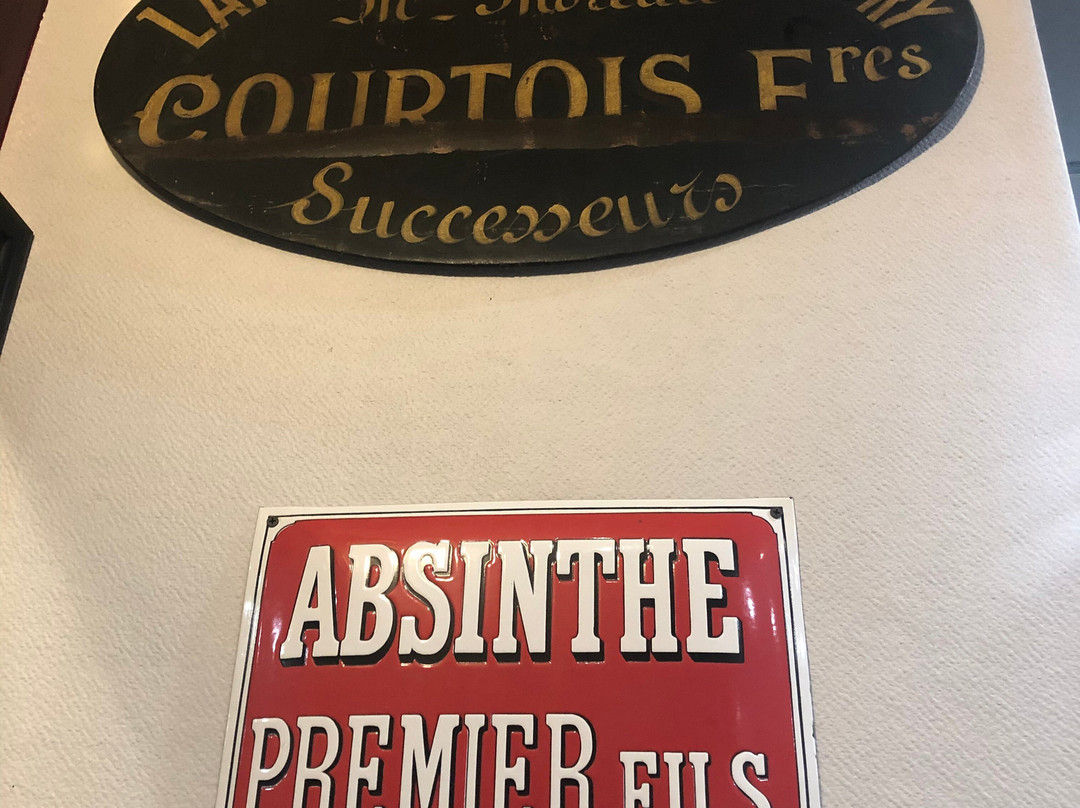 COURTOIS Fres
Successeurs
ABSINTHE
PREMIER FILS